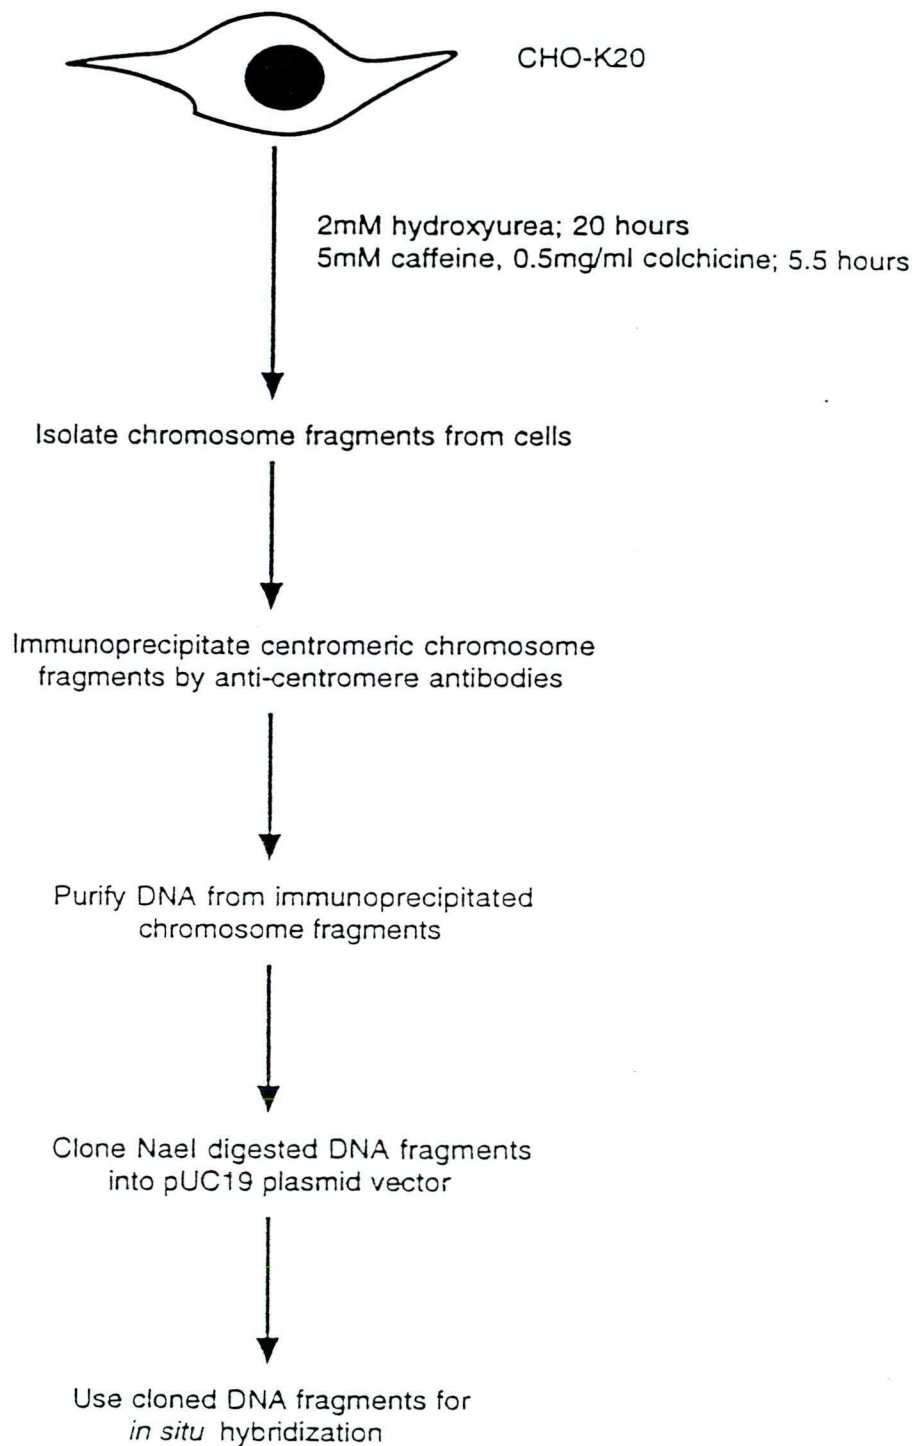 CHO-K20
2mM hydroxyurea; 20 hours
5mM caffeine, 0.5mg/ml colchicine; 5.5 hours
Isolate chromosome fragments from cells
Immunoprecipitate centromeric chromosome
fragments by anti-centromere antibodies
Purify DNA from immunoprecipitated
chromosome fragments
Clone NaeI digested DNA fragments
into pUC19 plasmid vector
Use cloned DNA fragments for
in situ hybridization